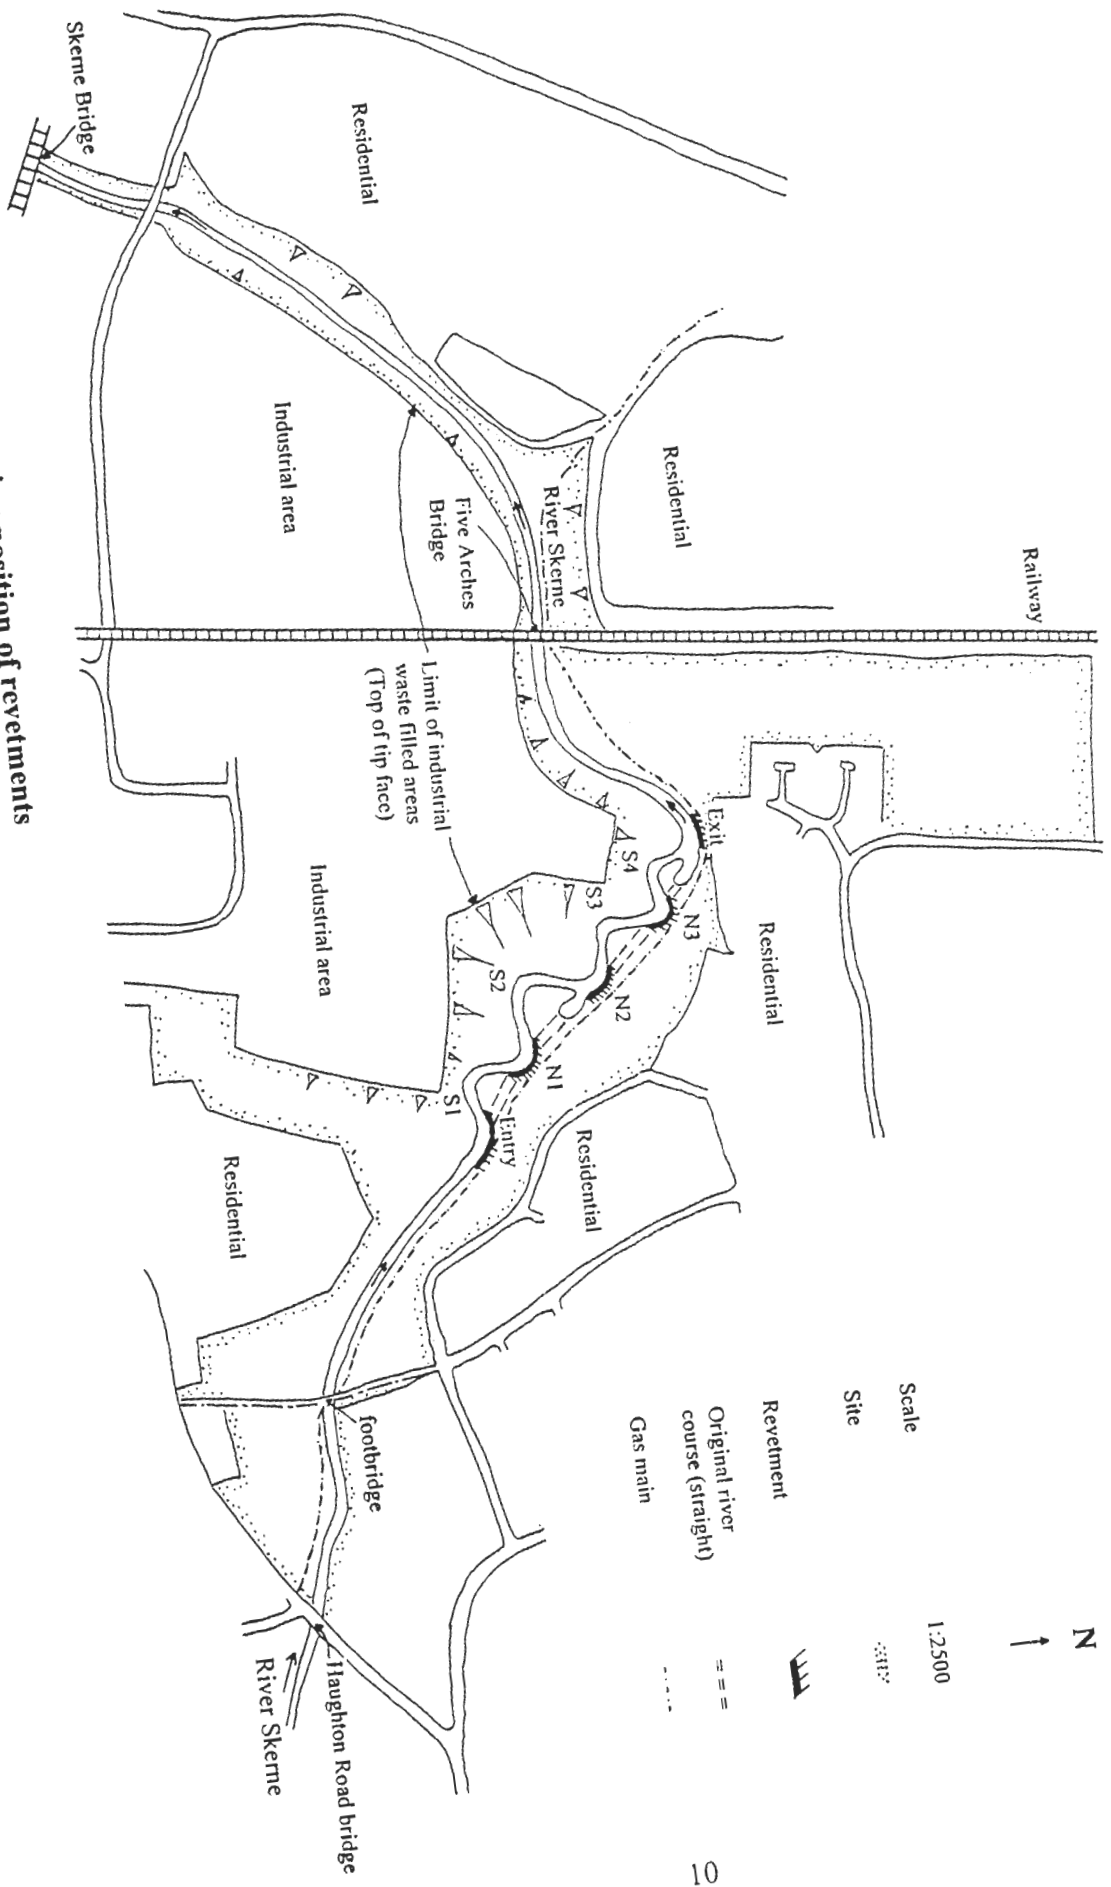 Skerne Bridge
Residential
Industrial area
Residential
River Skerne
Five Arches
Bridge
Railway
Limit of industrial
waste filled areas
(Top of tip face)
Exit
S4
S3
N3
S2
N2
N1
S1
Entry
Residential
Industrial area
Residential
Residential
footbridge
Haughton Road bridge
River Skerne
N
Scale
1:2500
Site
Revetment
Original river
course (straight)
Gas main
position of revetments
10